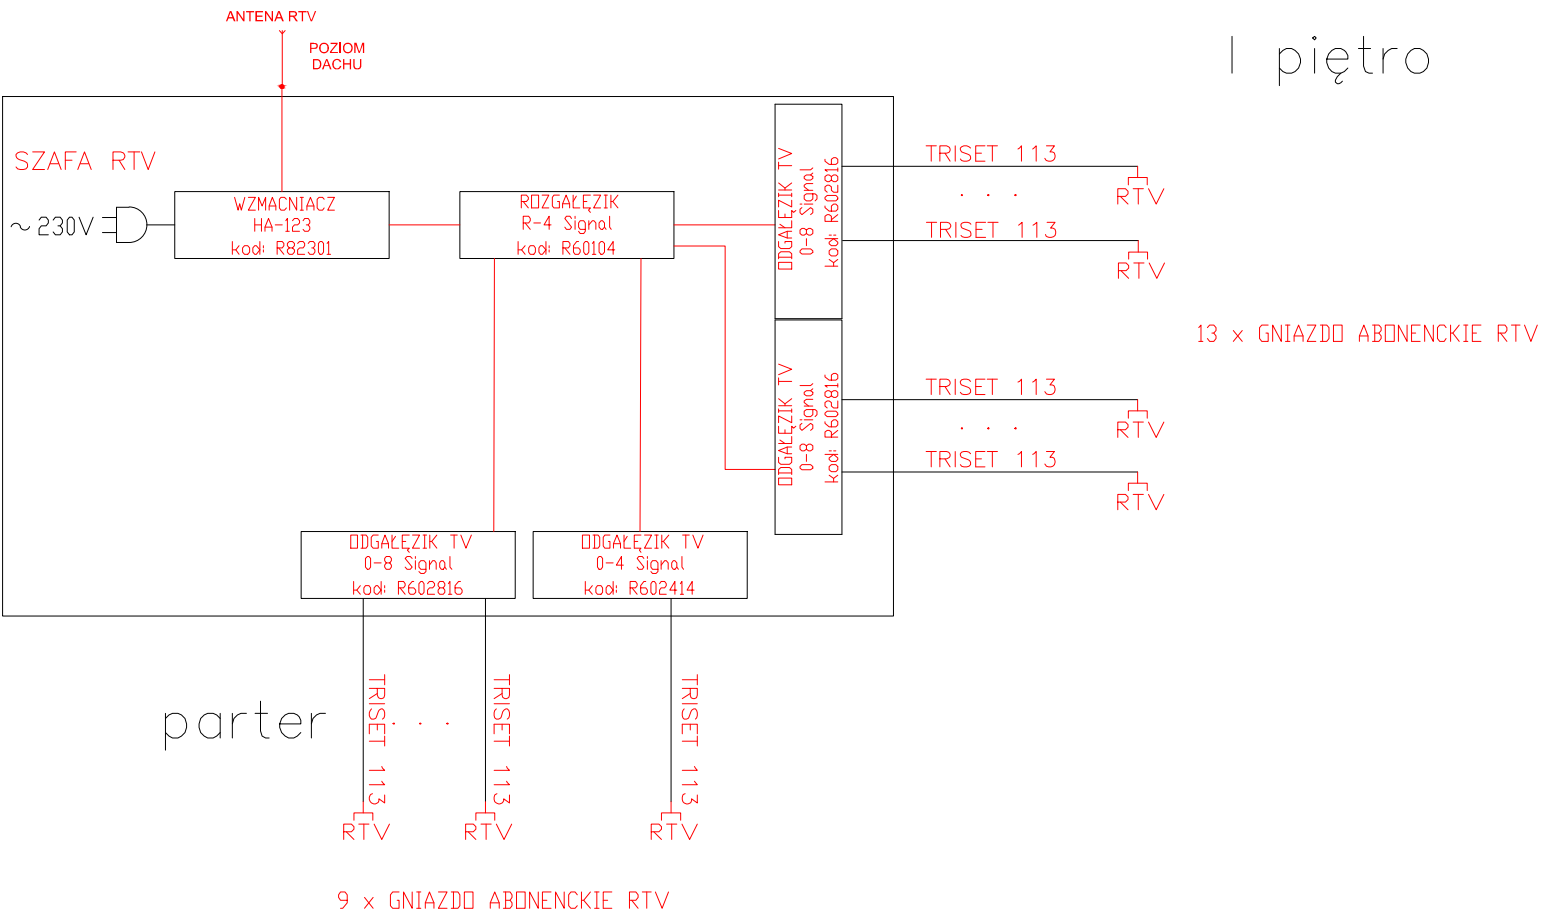 ANTENA RTV
POZIOM
DACHU
I piętro
SZAFA RTV
~ 230V
WZMACNIACZ
HA-123
kod: R82301
ROZGAŁĘZIK
R-4 Signal
kod: R60104
ODGAŁĘZIK TV
0-8 Signal
kod: R602816
TRISET 113
. . .
RTV
TRISET 113
RTV
13 x GNIAZDO ABONENCKIE RTV
ODGAŁĘZIK TV
0-8 Signal
kod: R602816
TRISET 113
. . .
RTV
TRISET 113
RTV
ODGAŁĘZIK TV
0-8 Signal
kod: R602816
ODGAŁĘZIK TV
0-4 Signal
kod: R602414
parter
TRISET 113
. . .
TRISET 113
TRISET 113
RTV
RTV
RTV
9 x GNIAZDO ABONENCKIE RTV